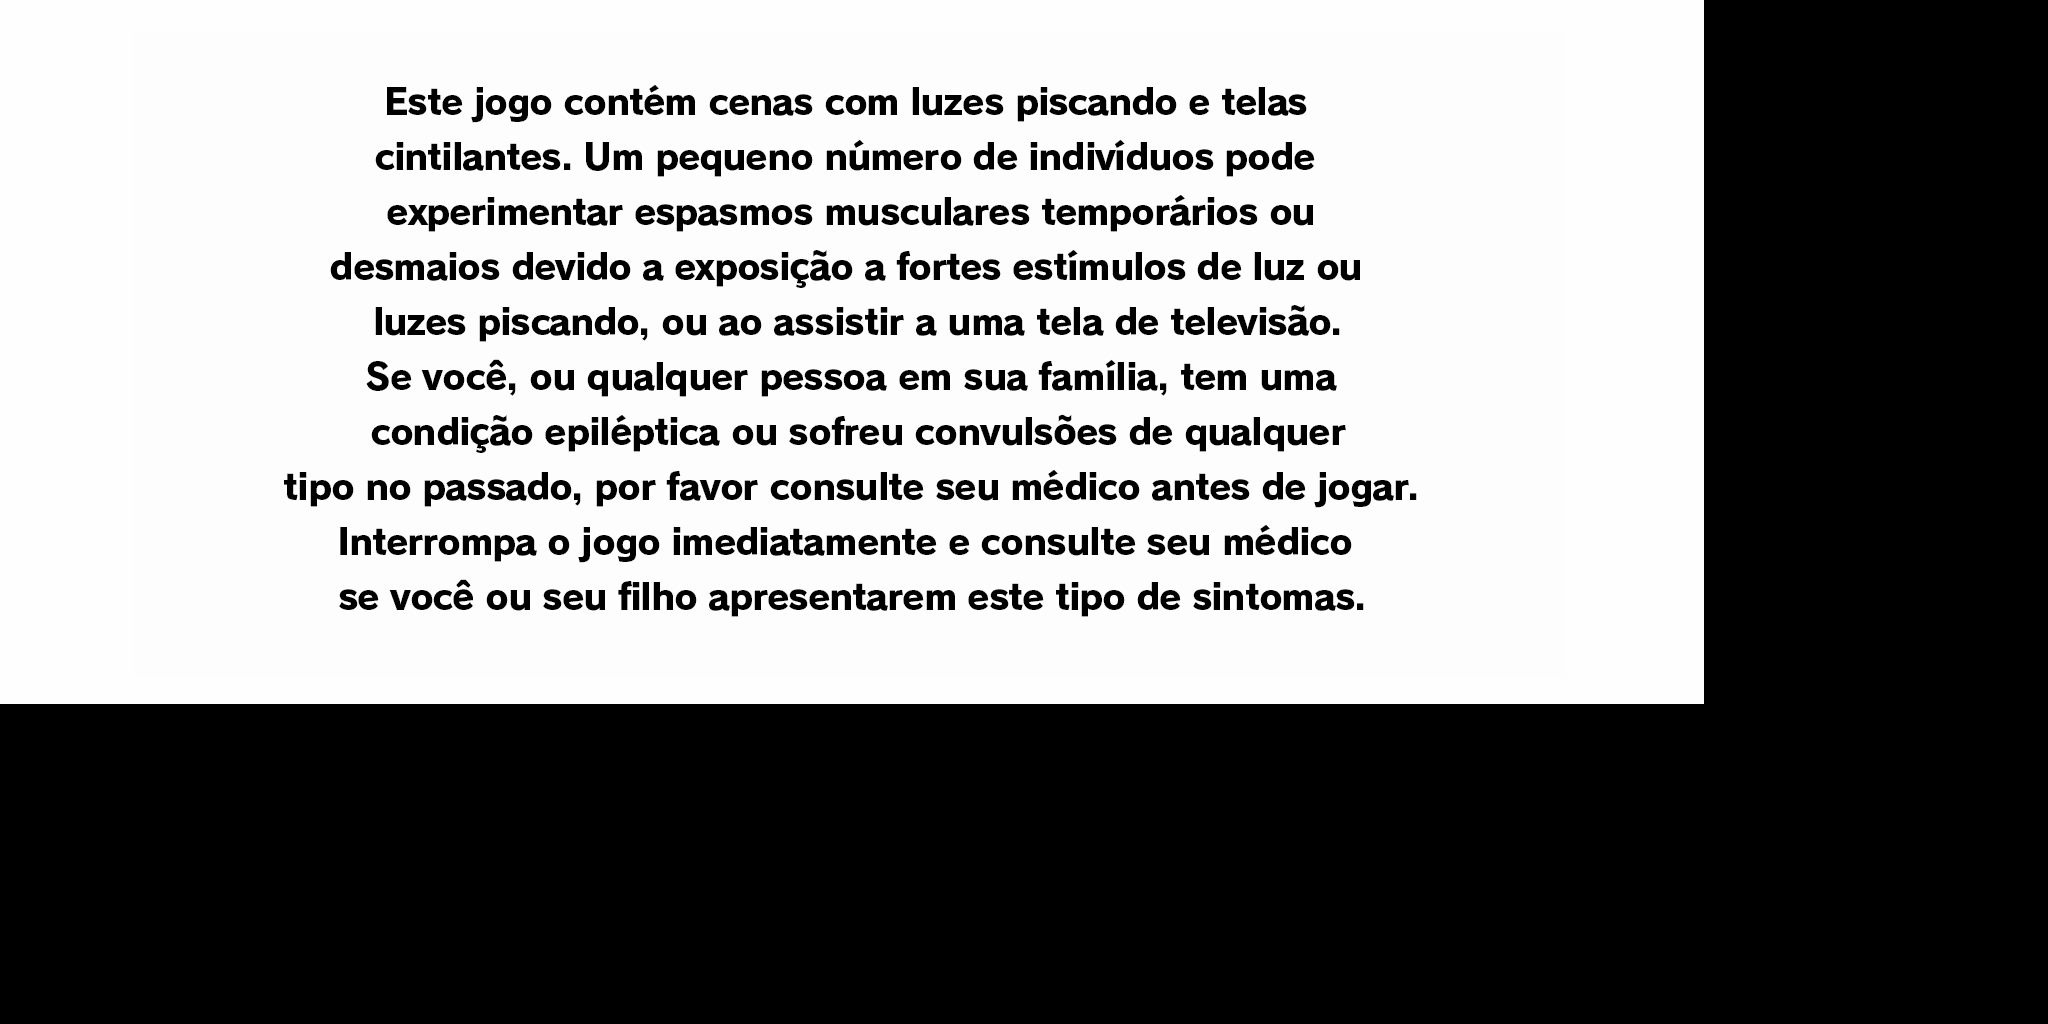 Este jogo contém cenas com luzes piscando e telas
cintilantes. Um pequeno número de indivíduos pode
experimentar espasmos musculares temporários ou
desmaios devido a exposição a fortes estímulos de luz ou
luzes piscando, ou ao assistir a uma tela de televisão.
Se você, ou qualquer pessoa em sua família, tem uma
condição epiléptica ou sofreu convulsões de qualquer
tipo no passado, por favor consulte seu médico antes de jogar.
Interrompa o jogo imediatamente e consulte seu médico
se você ou seu filho apresentarem este tipo de sintomas.